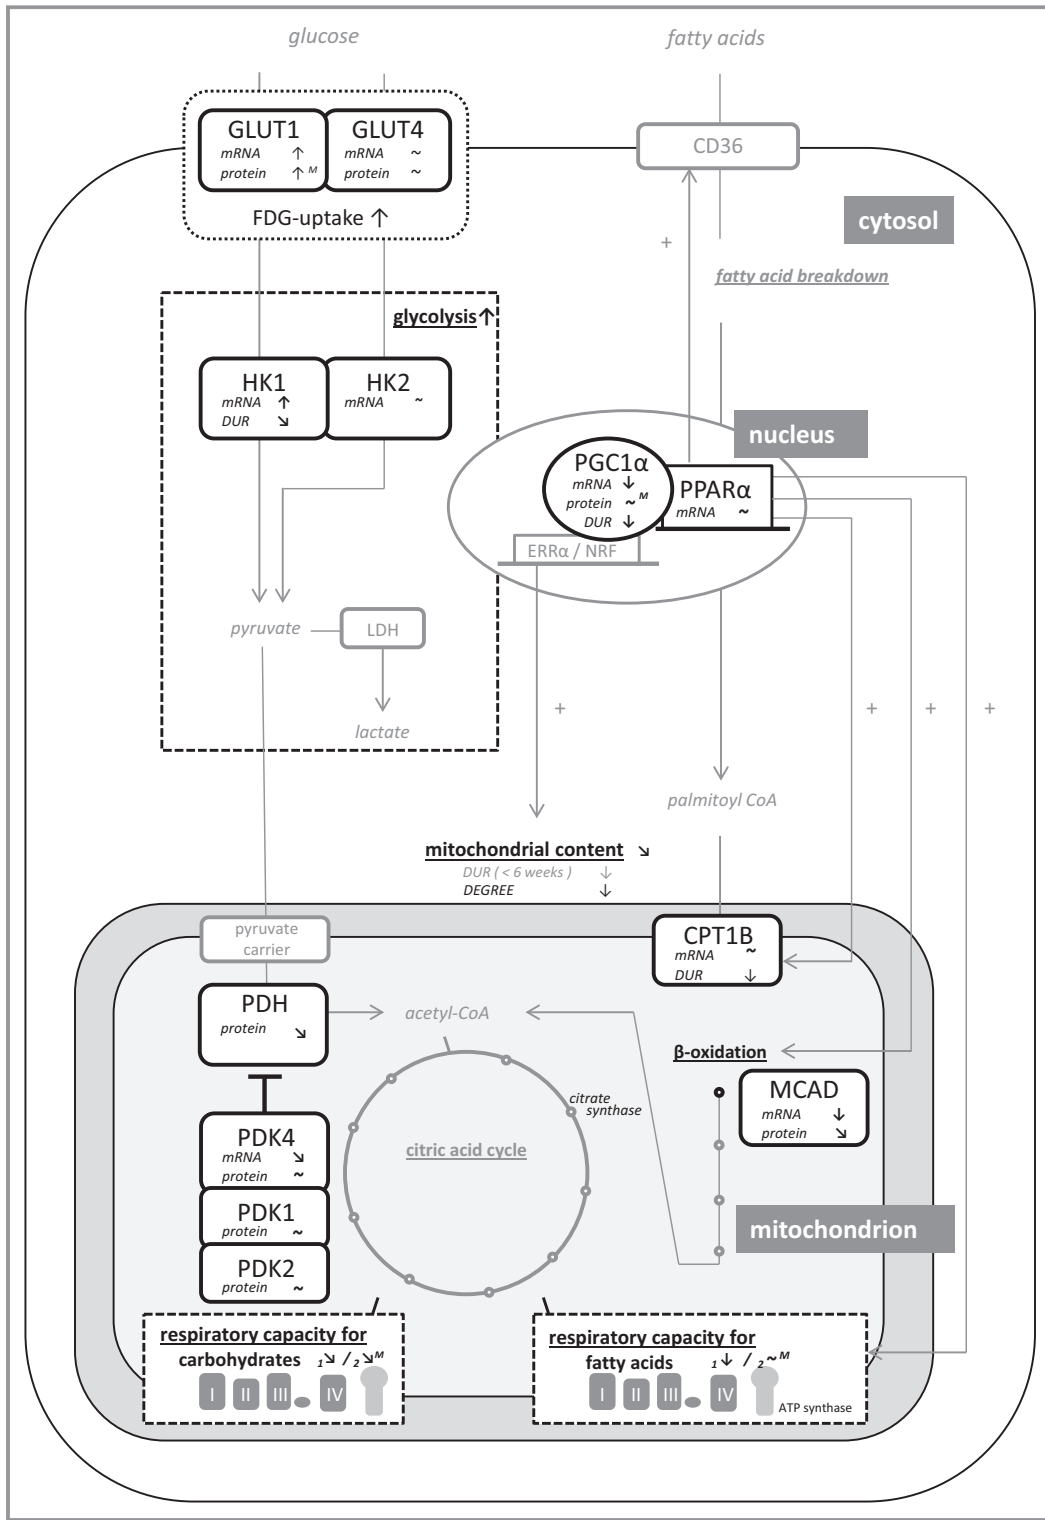 glucose
fatty acids
GLUT1
mRNA ↑
protein ↑ M
GLUT4
mRNA ~
protein ~
FDG-uptake ↑
CD36
cytosol
+
fatty acid breakdown
glycolysis ↑
HK1
mRNA ↑
DUR ↘
HK2
mRNA ~
nucleus
PGC1α
mRNA ↓
protein ~ M
DUR ↓
PPARα
mRNA ~
ERRα / NRF
pyruvate
LDH
lactate
+
+
+
+
palmitoyl CoA
mitochondrial content ↘
DUR ( < 6 weeks ) ↓
DEGREE ↓
pyruvate
carrier
CPT1B
mRNA ~
DUR ↓
PDH
protein ↘
acetyl-CoA
β-oxidation
MCAD
mRNA ↓
protein ↘
citrate
synthase
citric acid cycle
PDK4
mRNA ↘
protein ~
PDK1
protein ~
PDK2
protein ~
mitochondrion
respiratory capacity for
carbohydrates 1↘ / 2↘ M
I II III IV
respiratory capacity for
fatty acids 1↓ / 2~ M
I II III IV
ATP synthase